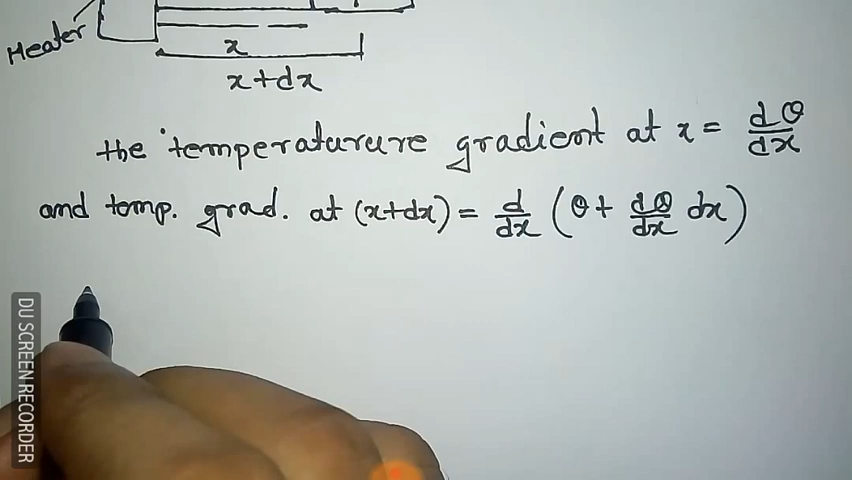 Heater
x
x+dx
the temperaturure gradient at x = dθ/dx
and temp. grad. at (x+dx) = d/dx (θ + dθ/dx dx)
DU SCREEN RECORDER